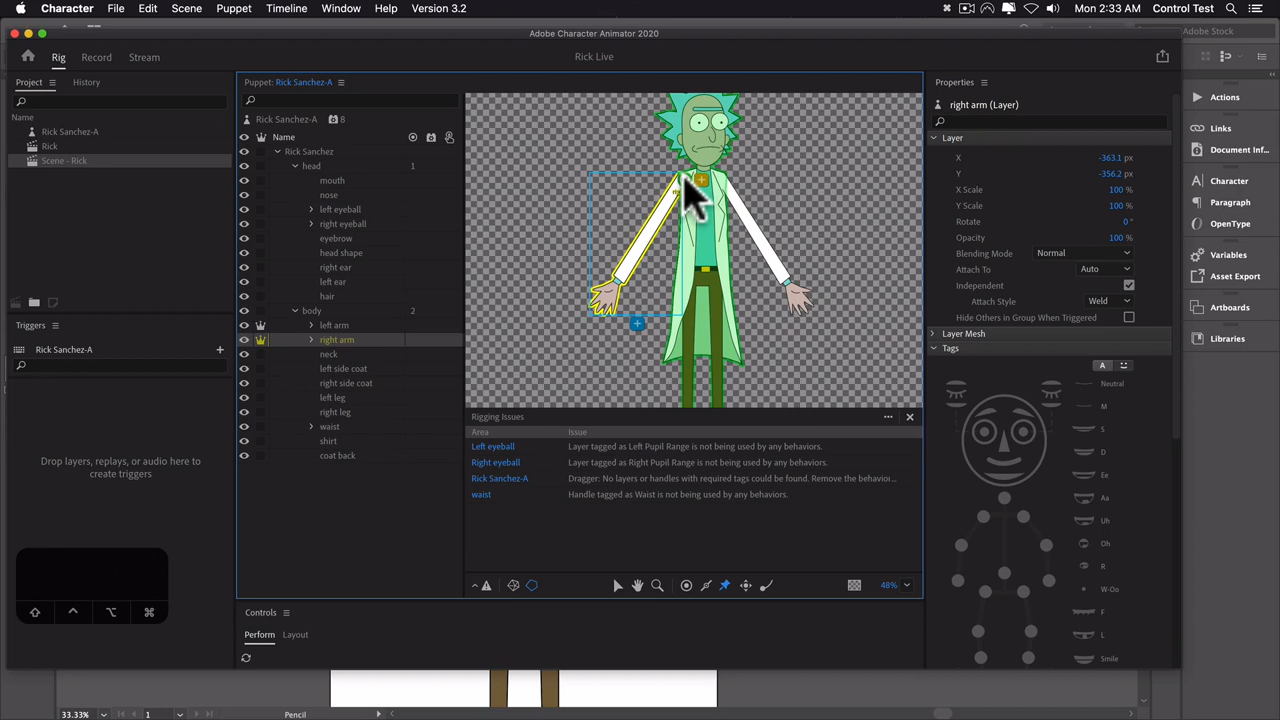 Character File Edit Scene Puppet Timeline Window Help Version 3.2 Mon 2:33 AM Control Test
Adobe Character Animator 2020
Adobe Stock
Rig Record Stream
Rick Live
Project History
Name
Rick Sanchez-A
Rick
Scene - Rick
Triggers
Rick Sanchez-A
Drop layers, replays, or audio here to
create triggers
Puppet: Rick Sanchez-A
Rick Sanchez-A 8
Name
Rick Sanchez
head 1
mouth
nose
left eyeball
right eyeball
eyebrow
head shape
right ear
left ear
hair
body 2
left arm
right arm
neck
left side coat
right side coat
left leg
right leg
waist
shirt
coat back
Rigging Issues
Area Issue
Left eyeball Layer tagged as Left Pupil Range is not being used by any behaviors.
Right eyeball Layer tagged as Right Pupil Range is not being used by any behaviors.
Rick Sanchez-A Dragger: No layers or handles with required tags could be found. Remove the behavior...
waist Handle tagged as Waist is not being used by any behaviors.
48%
Controls
Perform Layout
Properties
right arm (Layer)
Layer
X -363.1 px
Y -356.2 px
X Scale 100 %
Y Scale 100 %
Rotate 0 °
Opacity 100 %
Blending Mode Normal
Attach To Auto
Independent
Attach Style Weld
Hide Others in Group When Triggered
Layer Mesh
Tags
A
Neutral
M
S
D
Ee
Aa
Uh
Oh
R
W-Oo
F
L
Smile
Actions
Links
Document Inf...
Character
Paragraph
OpenType
Variables
Asset Export
Artboards
Libraries
33.33% 1 Pencil